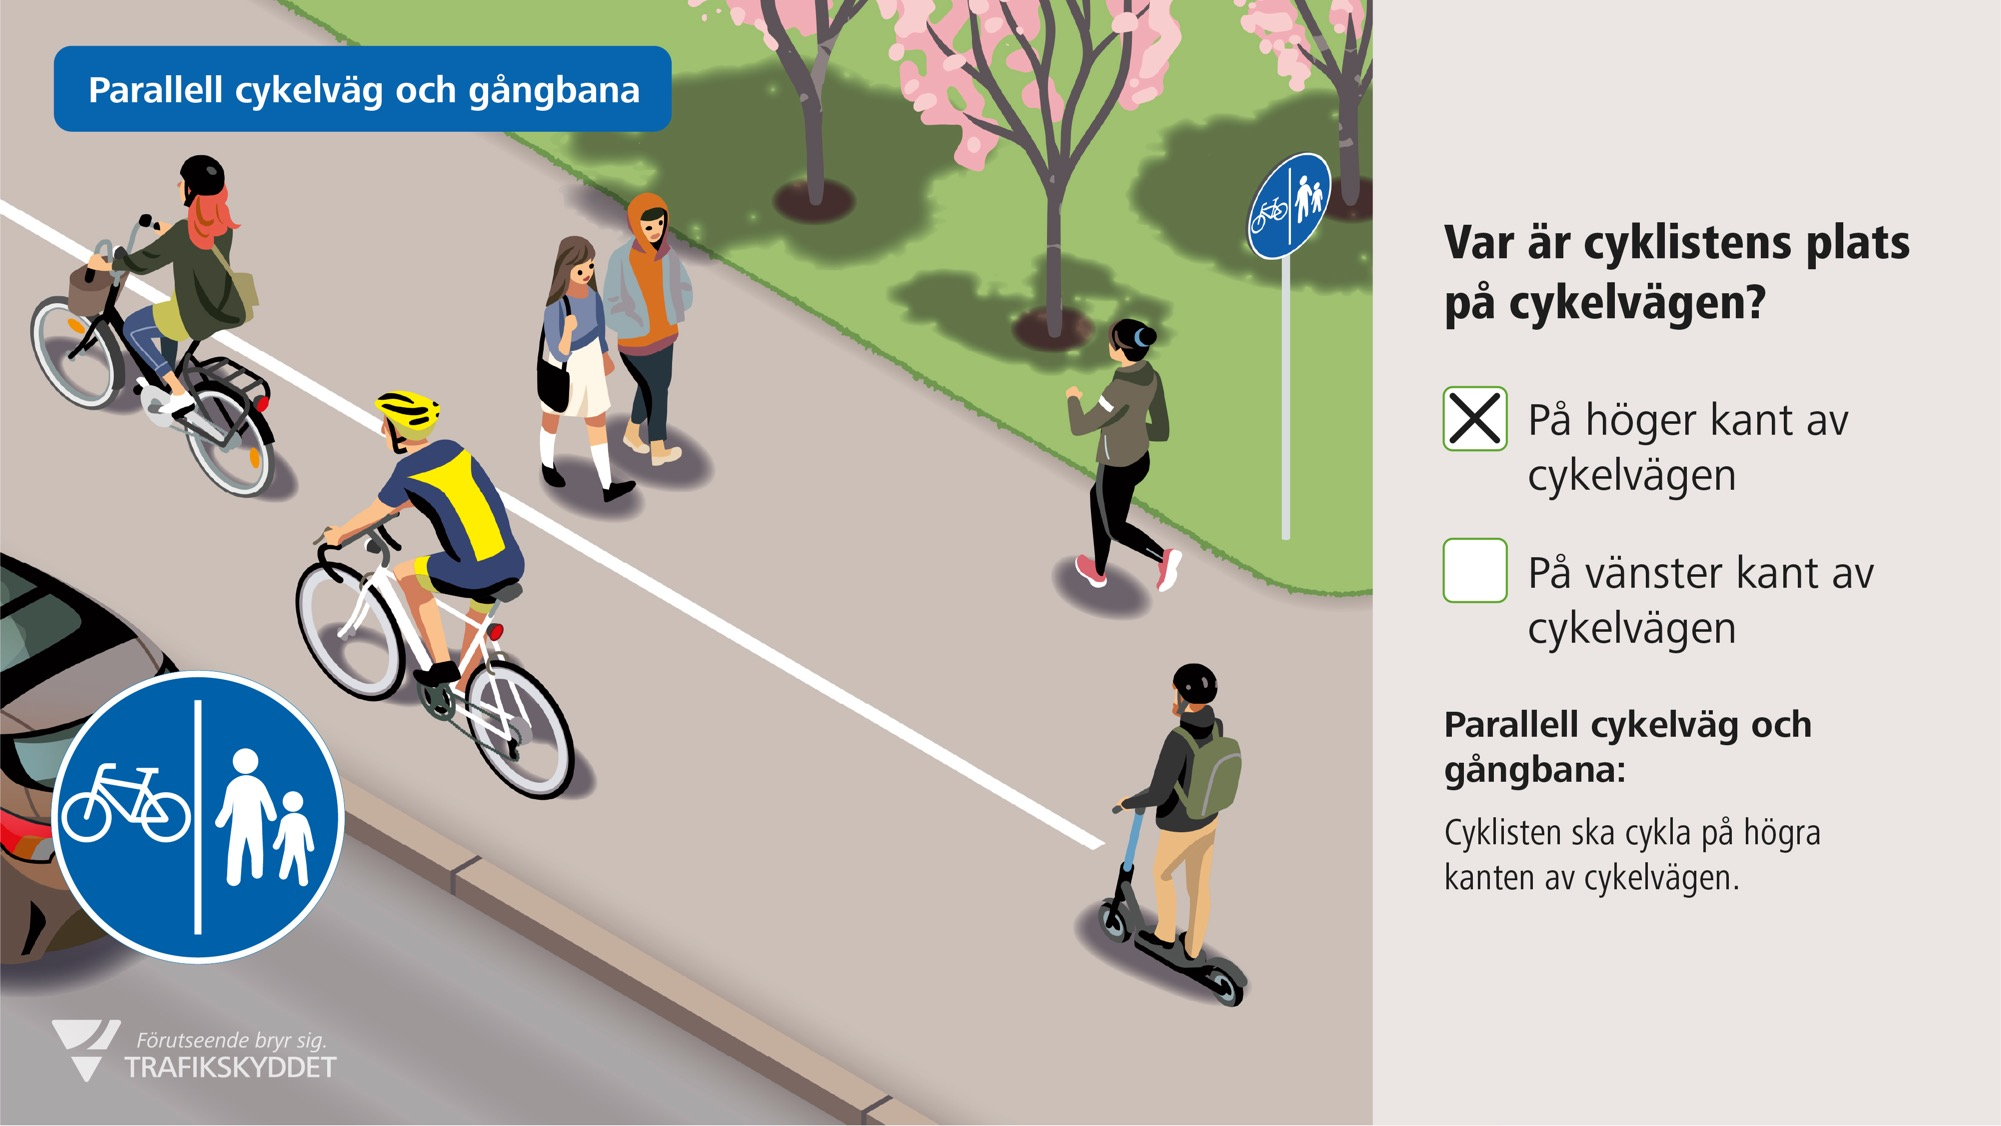 Parallell cykelväg och gångbana
Var är cyklistens plats
på cykelvägen?
På höger kant av
cykelvägen
På vänster kant av
cykelvägen
Parallell cykelväg och
gångbana:
Cyklisten ska cykla på högra
kanten av cykelvägen.
Förutseende bryr sig.
TRAFIKSKYDDET